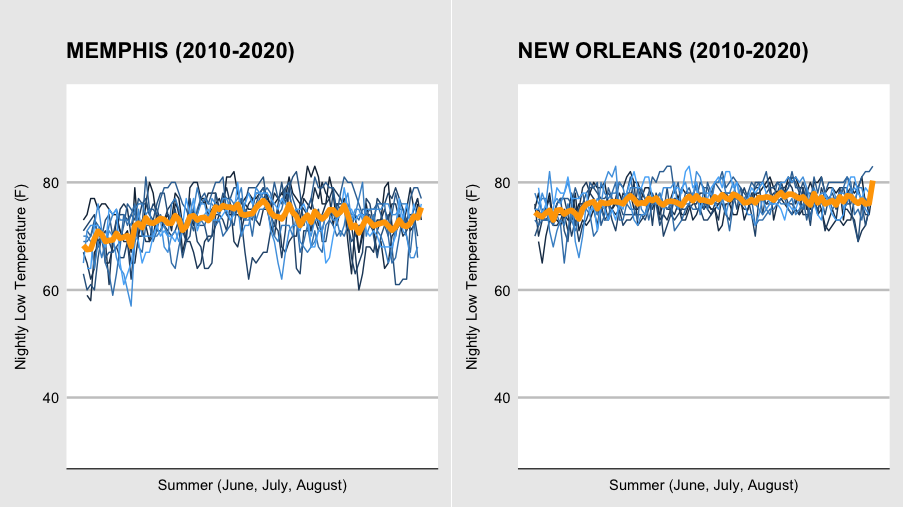 MEMPHIS (2010-2020)
Nightly Low Temperature (F)
80
60
40
Summer (June, July, August)
NEW ORLEANS (2010-2020)
Nightly Low Temperature (F)
80
60
40
Summer (June, July, August)